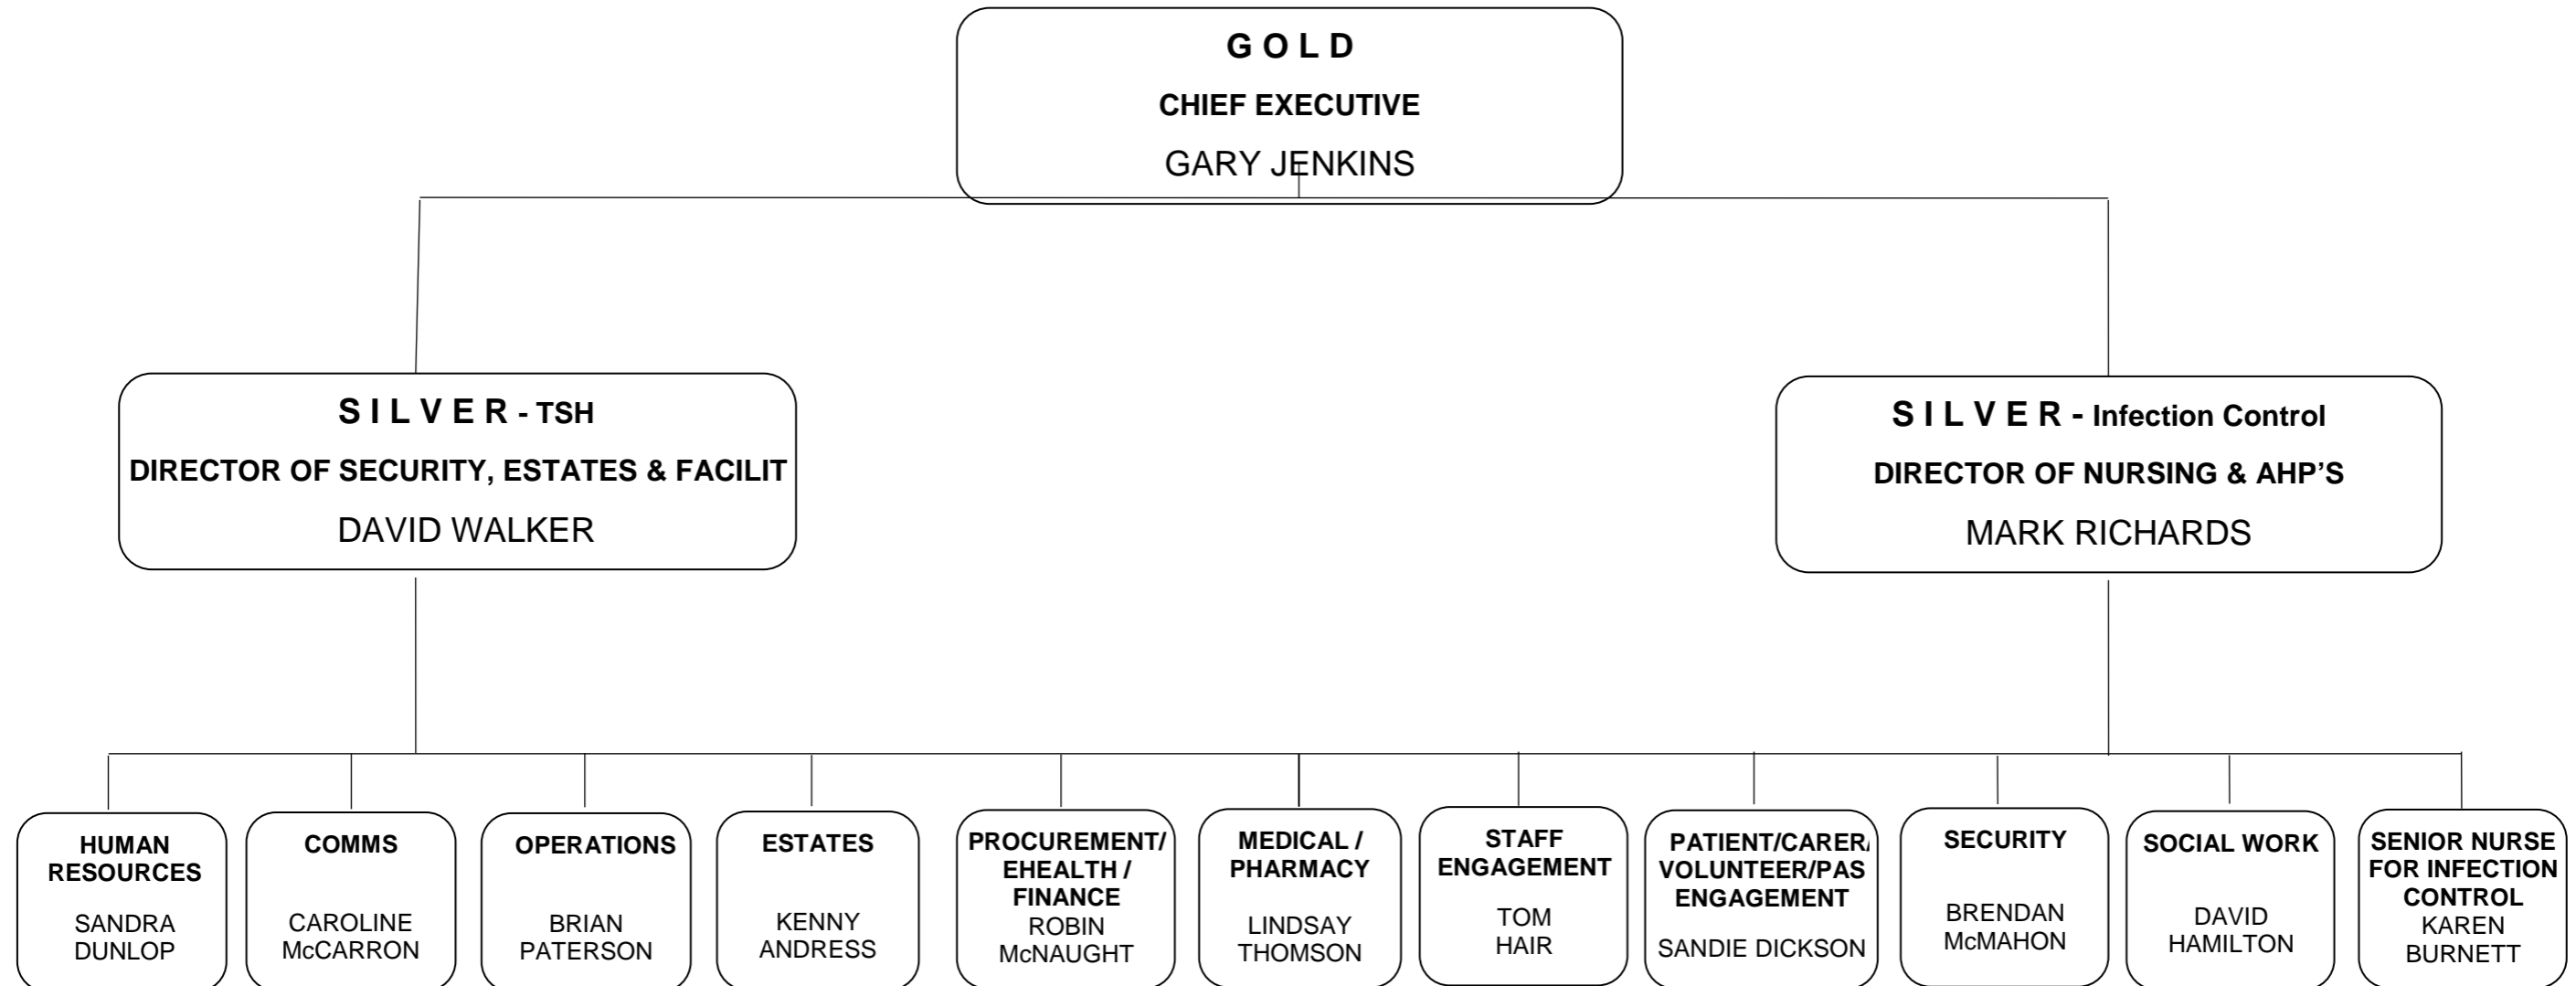 G O L D
CHIEF EXECUTIVE
GARY JENKINS
S I L V E R - TSH
DIRECTOR OF SECURITY, ESTATES & FACILIT
DAVID WALKER
S I L V E R - Infection Control
DIRECTOR OF NURSING & AHP’S
MARK RICHARDS
HUMAN
RESOURCES
SANDRA
DUNLOP
COMMS
CAROLINE
McCARRON
OPERATIONS
BRIAN
PATERSON
ESTATES
KENNY
ANDRESS
PROCUREMENT/
EHEALTH /
FINANCE
ROBIN
McNAUGHT
MEDICAL /
PHARMACY
LINDSAY
THOMSON
STAFF
ENGAGEMENT
TOM
HAIR
PATIENT/CARER/
VOLUNTEER/PAS
ENGAGEMENT
SANDIE DICKSON
SECURITY
BRENDAN
McMAHON
SOCIAL WORK
DAVID
HAMILTON
SENIOR NURSE
FOR INFECTION
CONTROL
KAREN
BURNETT